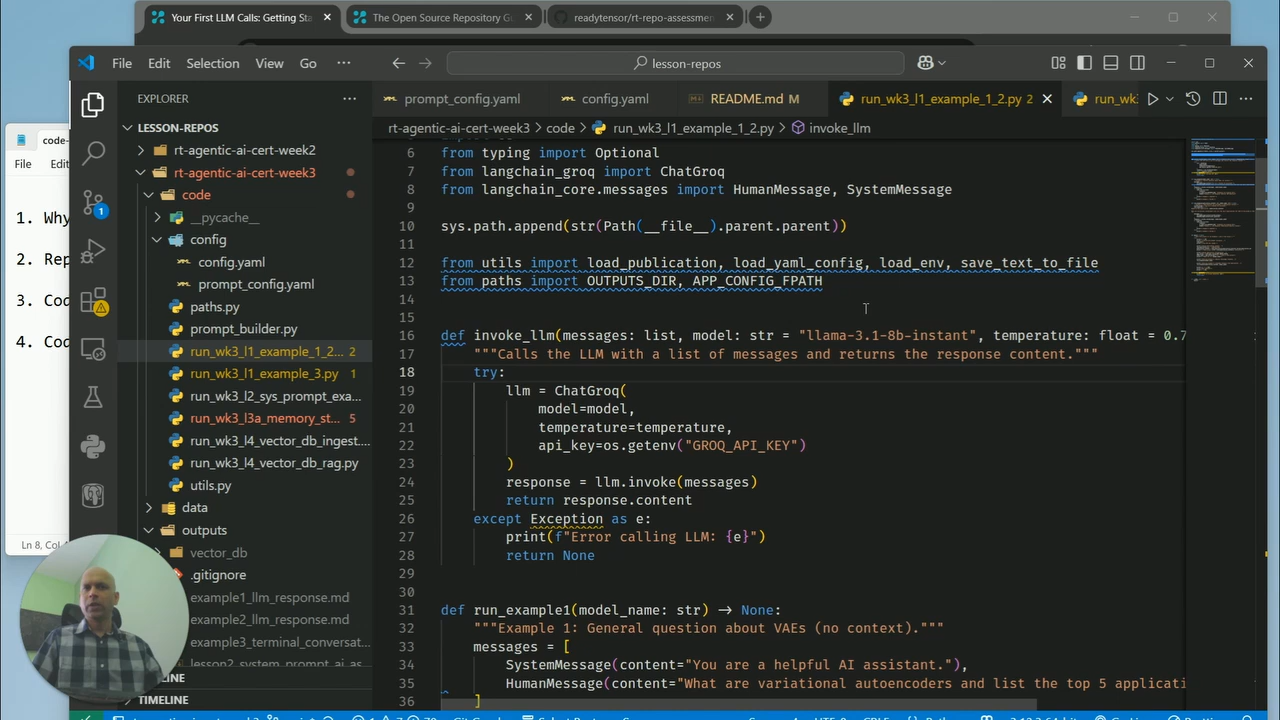 Your First LLM Calls: Getting Sta
The Open Source Repository Gu
readytensor/rt-repo-assessmen
File Edit Selection View Go ···
lesson-repos
code-
File Edi
1. Why
2. Rep
3. Cod
4. Cod
Ln 8, Col
EXPLORER
LESSON-REPOS
rt-agentic-ai-cert-week2
rt-agentic-ai-cert-week3
code
__pycache__
config
config.yaml
prompt_config.yaml
paths.py
prompt_builder.py
run_wk3_l1_example_1_2... 2
run_wk3_l1_example_3.py 1
run_wk3_l2_sys_prompt_exa...
run_wk3_l3a_memory_st... 5
run_wk3_l4_vector_db_ingest....
run_wk3_l4_vector_db_rag.py
utils.py
data
outputs
vector_db
.gitignore
example1_llm_response.md
example2_llm_response.md
example3_terminal_conversat...
lesson2_system_prompt_ai_as...
LINE
TIMELINE
1
prompt_config.yaml
config.yaml
README.md M
run_wk3_l1_example_1_2.py 2
run_wk3
rt-agentic-ai-cert-week3 > code > run_wk3_l1_example_1_2.py > invoke_llm
6 from typing import Optional
7 from langchain_groq import ChatGroq
8 from langchain_core.messages import HumanMessage, SystemMessage
9
10 sys.path.append(str(Path(__file__).parent.parent))
11
12 from utils import load_publication, load_yaml_config, load_env, save_text_to_file
13 from paths import OUTPUTS_DIR, APP_CONFIG_FPATH
14
15
16 def invoke_llm(messages: list, model: str = "llama-3.1-8b-instant", temperature: float = 0.7
17 """Calls the LLM with a list of messages and returns the response content."""
18 try:
19 llm = ChatGroq(
20 model=model,
21 temperature=temperature,
22 api_key=os.getenv("GROQ_API_KEY")
23 )
24 response = llm.invoke(messages)
25 return response.content
26 except Exception as e:
27 print(f"Error calling LLM: {e}")
28 return None
29
30
31 def run_example1(model_name: str) → None:
32 """Example 1: General question about VAEs (no context)."""
33 messages = [
34 SystemMessage(content="You are a helpful AI assistant."),
35 HumanMessage(content="What are variational autoencoders and list the top 5 applicati
36 ]